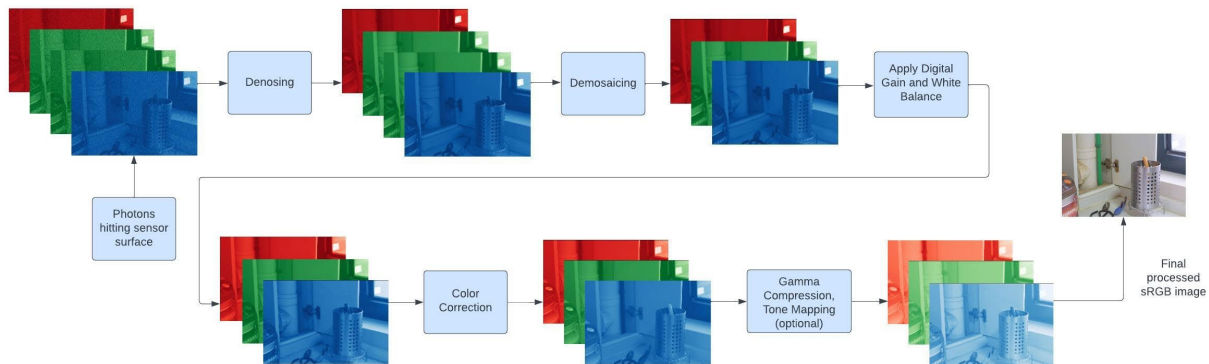 Denosing
Demosaicing
Apply Digital
Gain and White
Balance
Photons
hitting sensor
surface
Color
Correction
Gamma
Compression,
Tone Mapping
(optional)
Final
processed
sRGB image